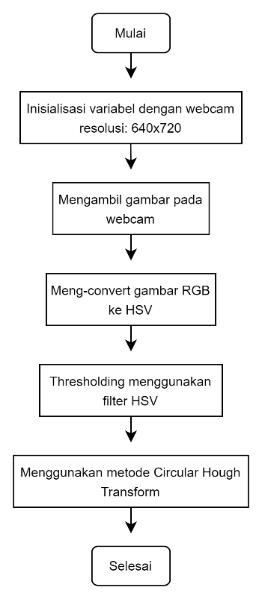 Mulai
Inisialisasi variabel dengan webcam
resolusi: 640x720
Mengambil gambar pada
webcam
Meng-convert gambar RGB
ke HSV
Thresholding menggunakan
filter HSV
Menggunakan metode Circular Hough
Transform
Selesai